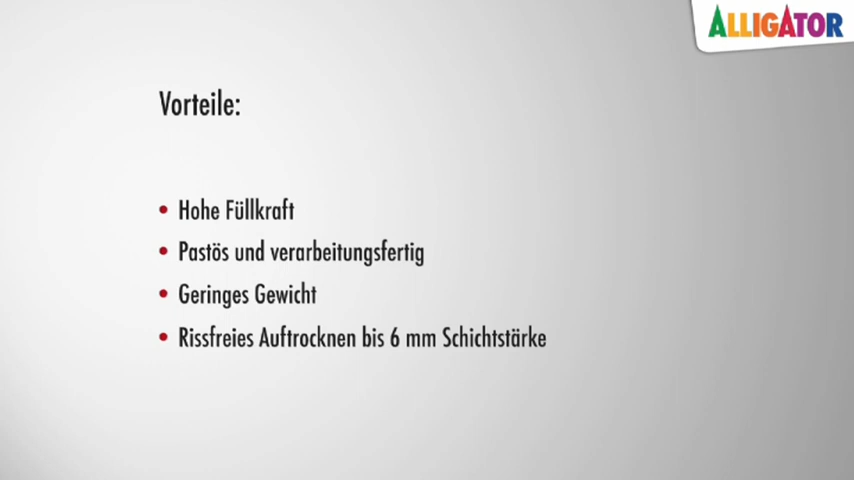 ALLIGATOR
Vorteile:
• Hohe Füllkraft
• Pastös und verarbeitungsfertig
• Geringes Gewicht
• Rissfreies Auftrocknen bis 6 mm Schichtstärke